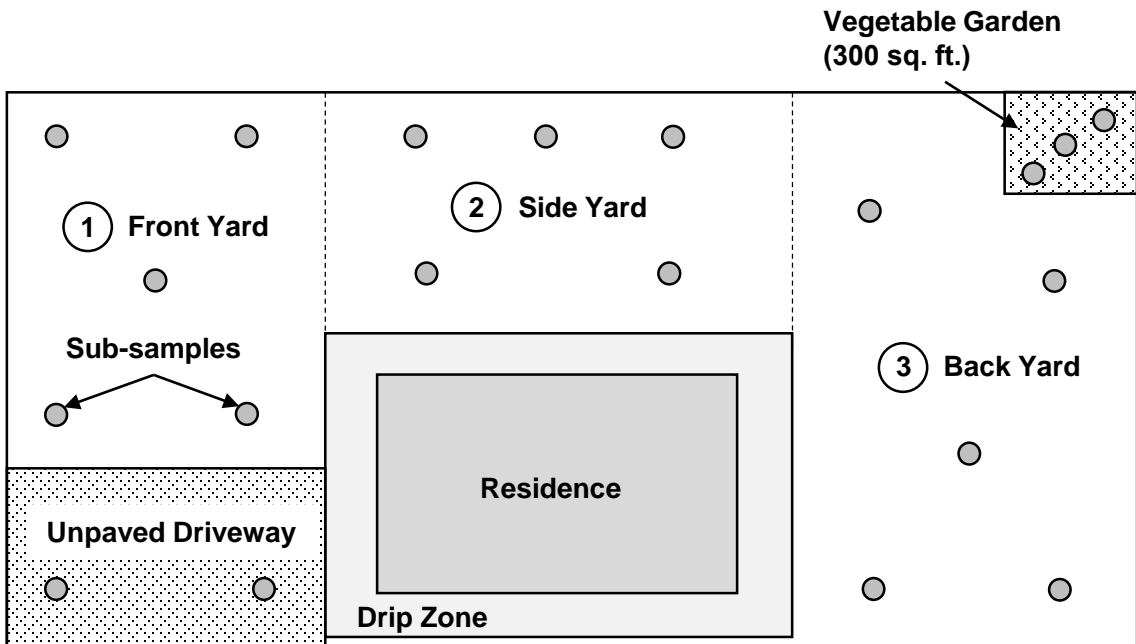 Vegetable Garden
(300 sq. ft.)
1 Front Yard
2 Side Yard
Sub-samples
3 Back Yard
Residence
Unpaved Driveway
Drip Zone